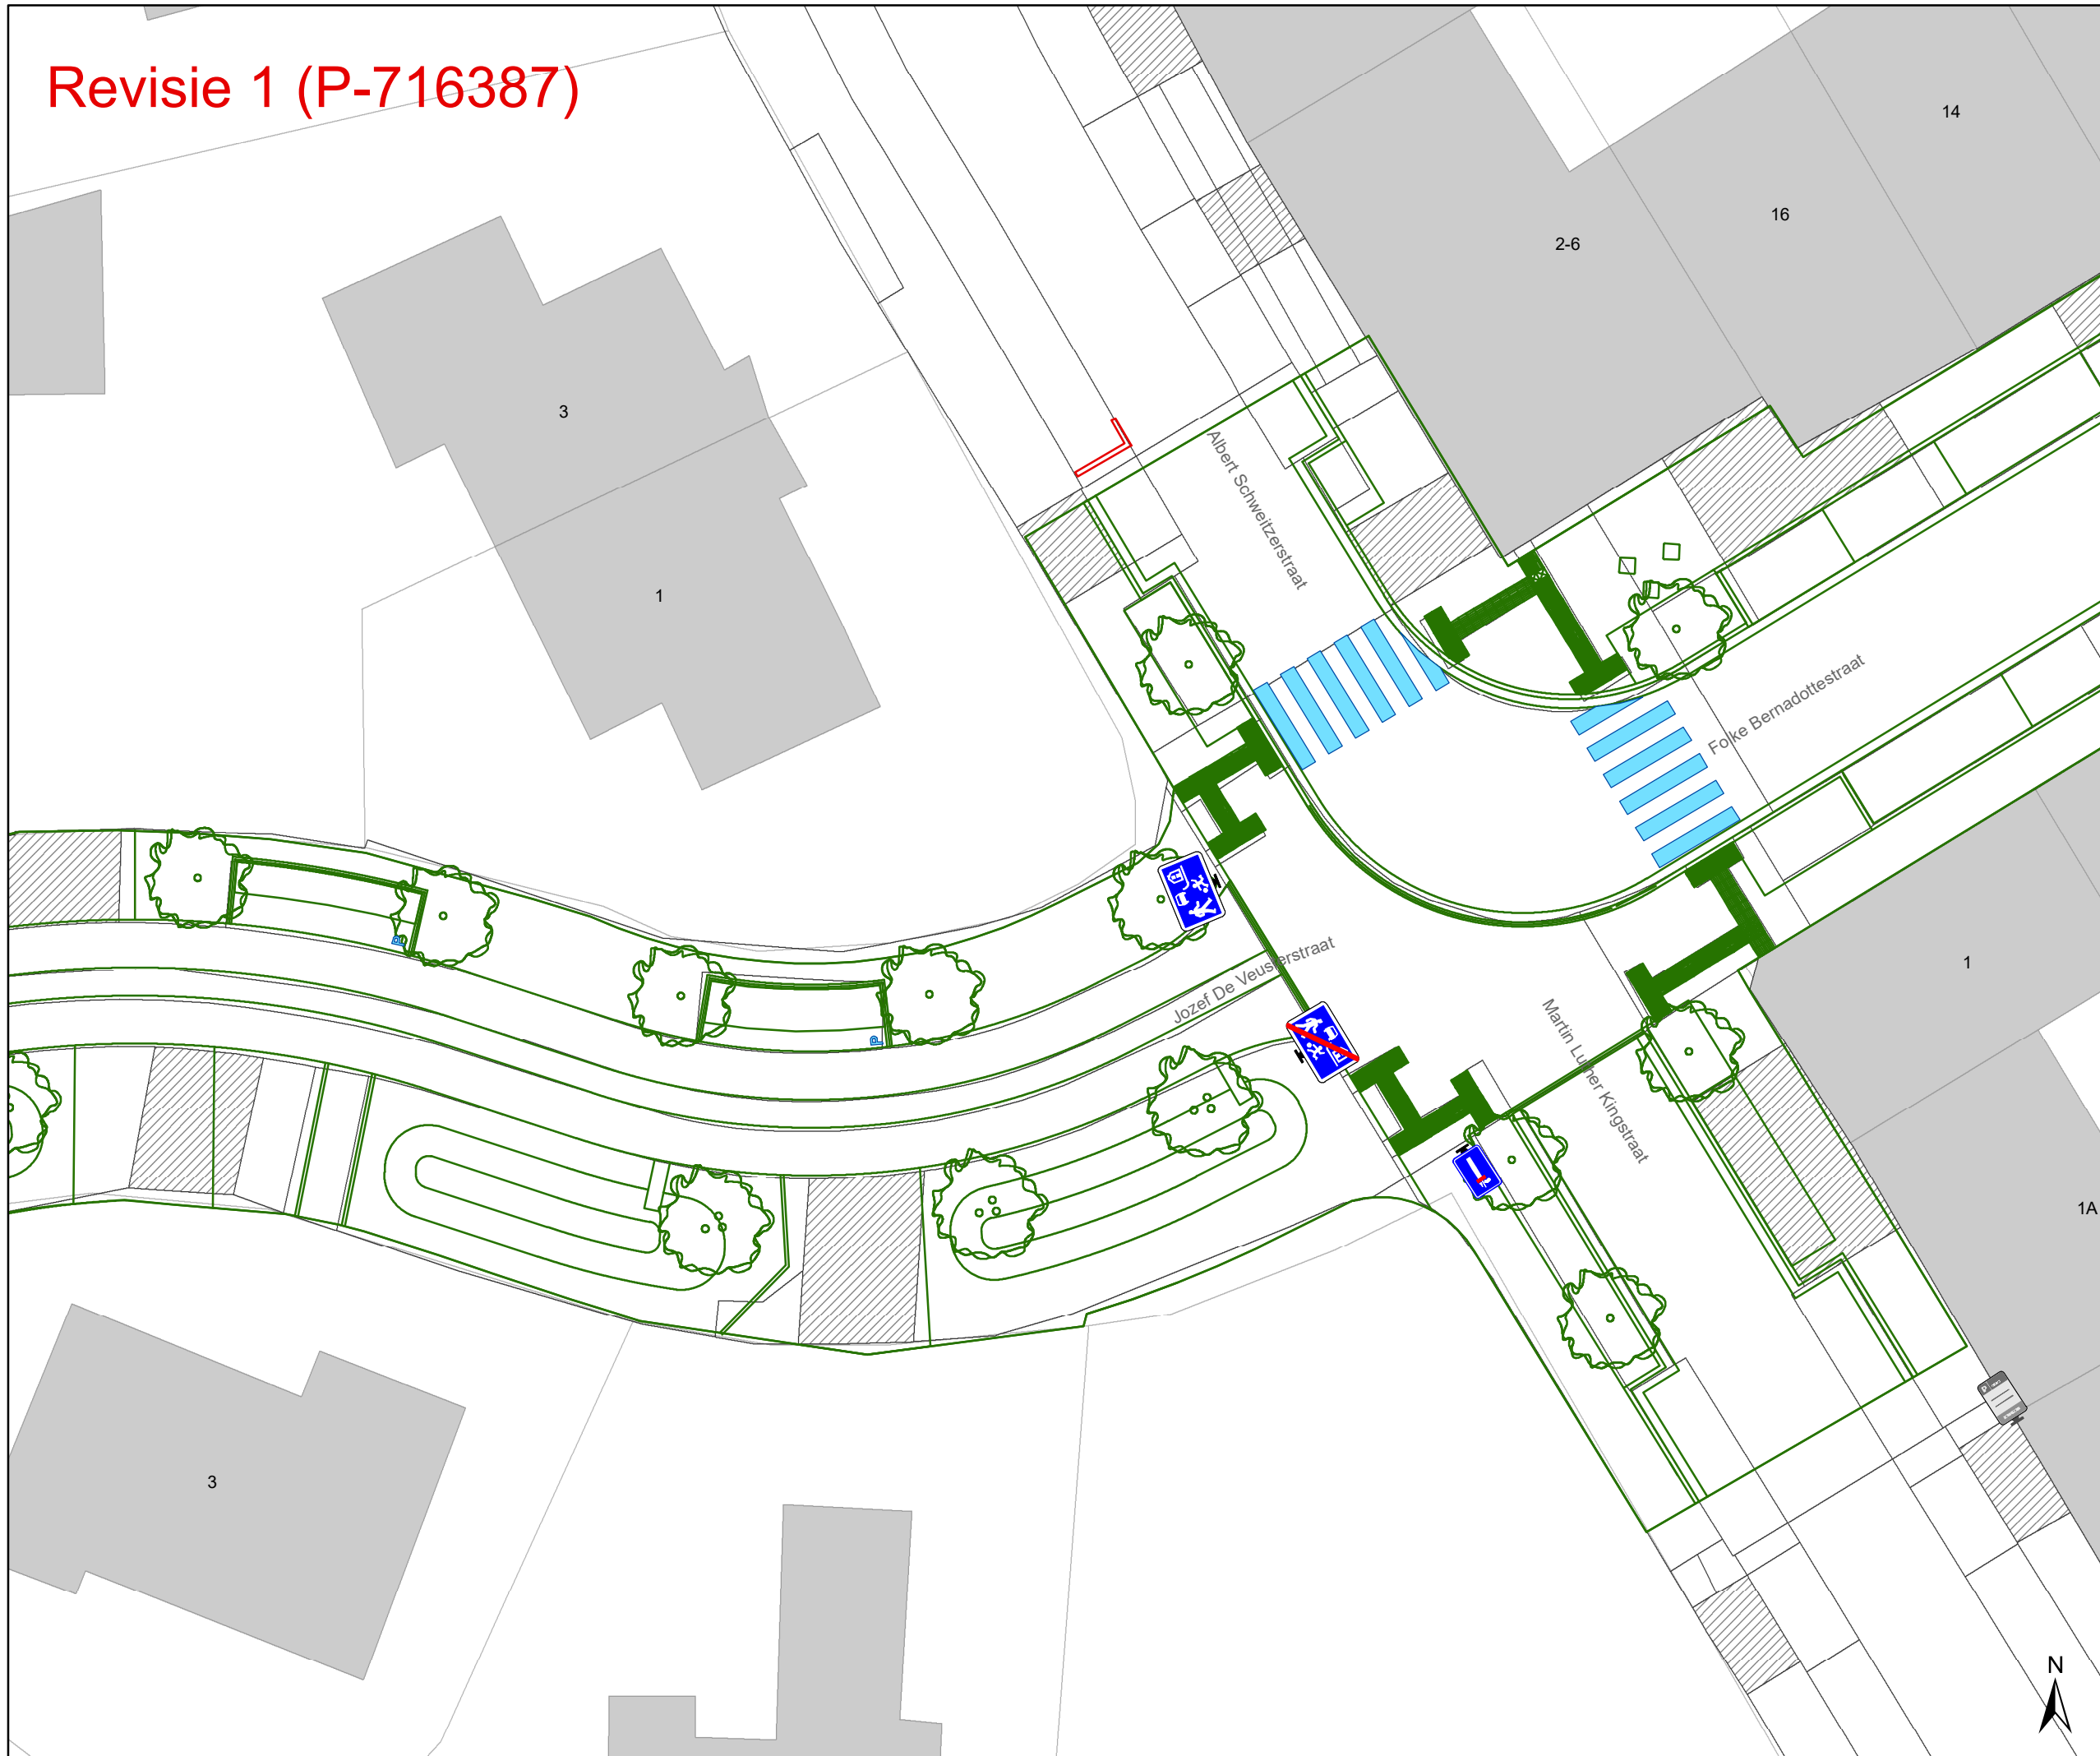 Revisie 1 (P-716387)
14
16
2-6
3
Albert Schweitzerstraat
1
Folke Bernadottestraat
P
Jozef De Veusterstraat
P
1
Martin Luther Kingstraat
1A
3
N